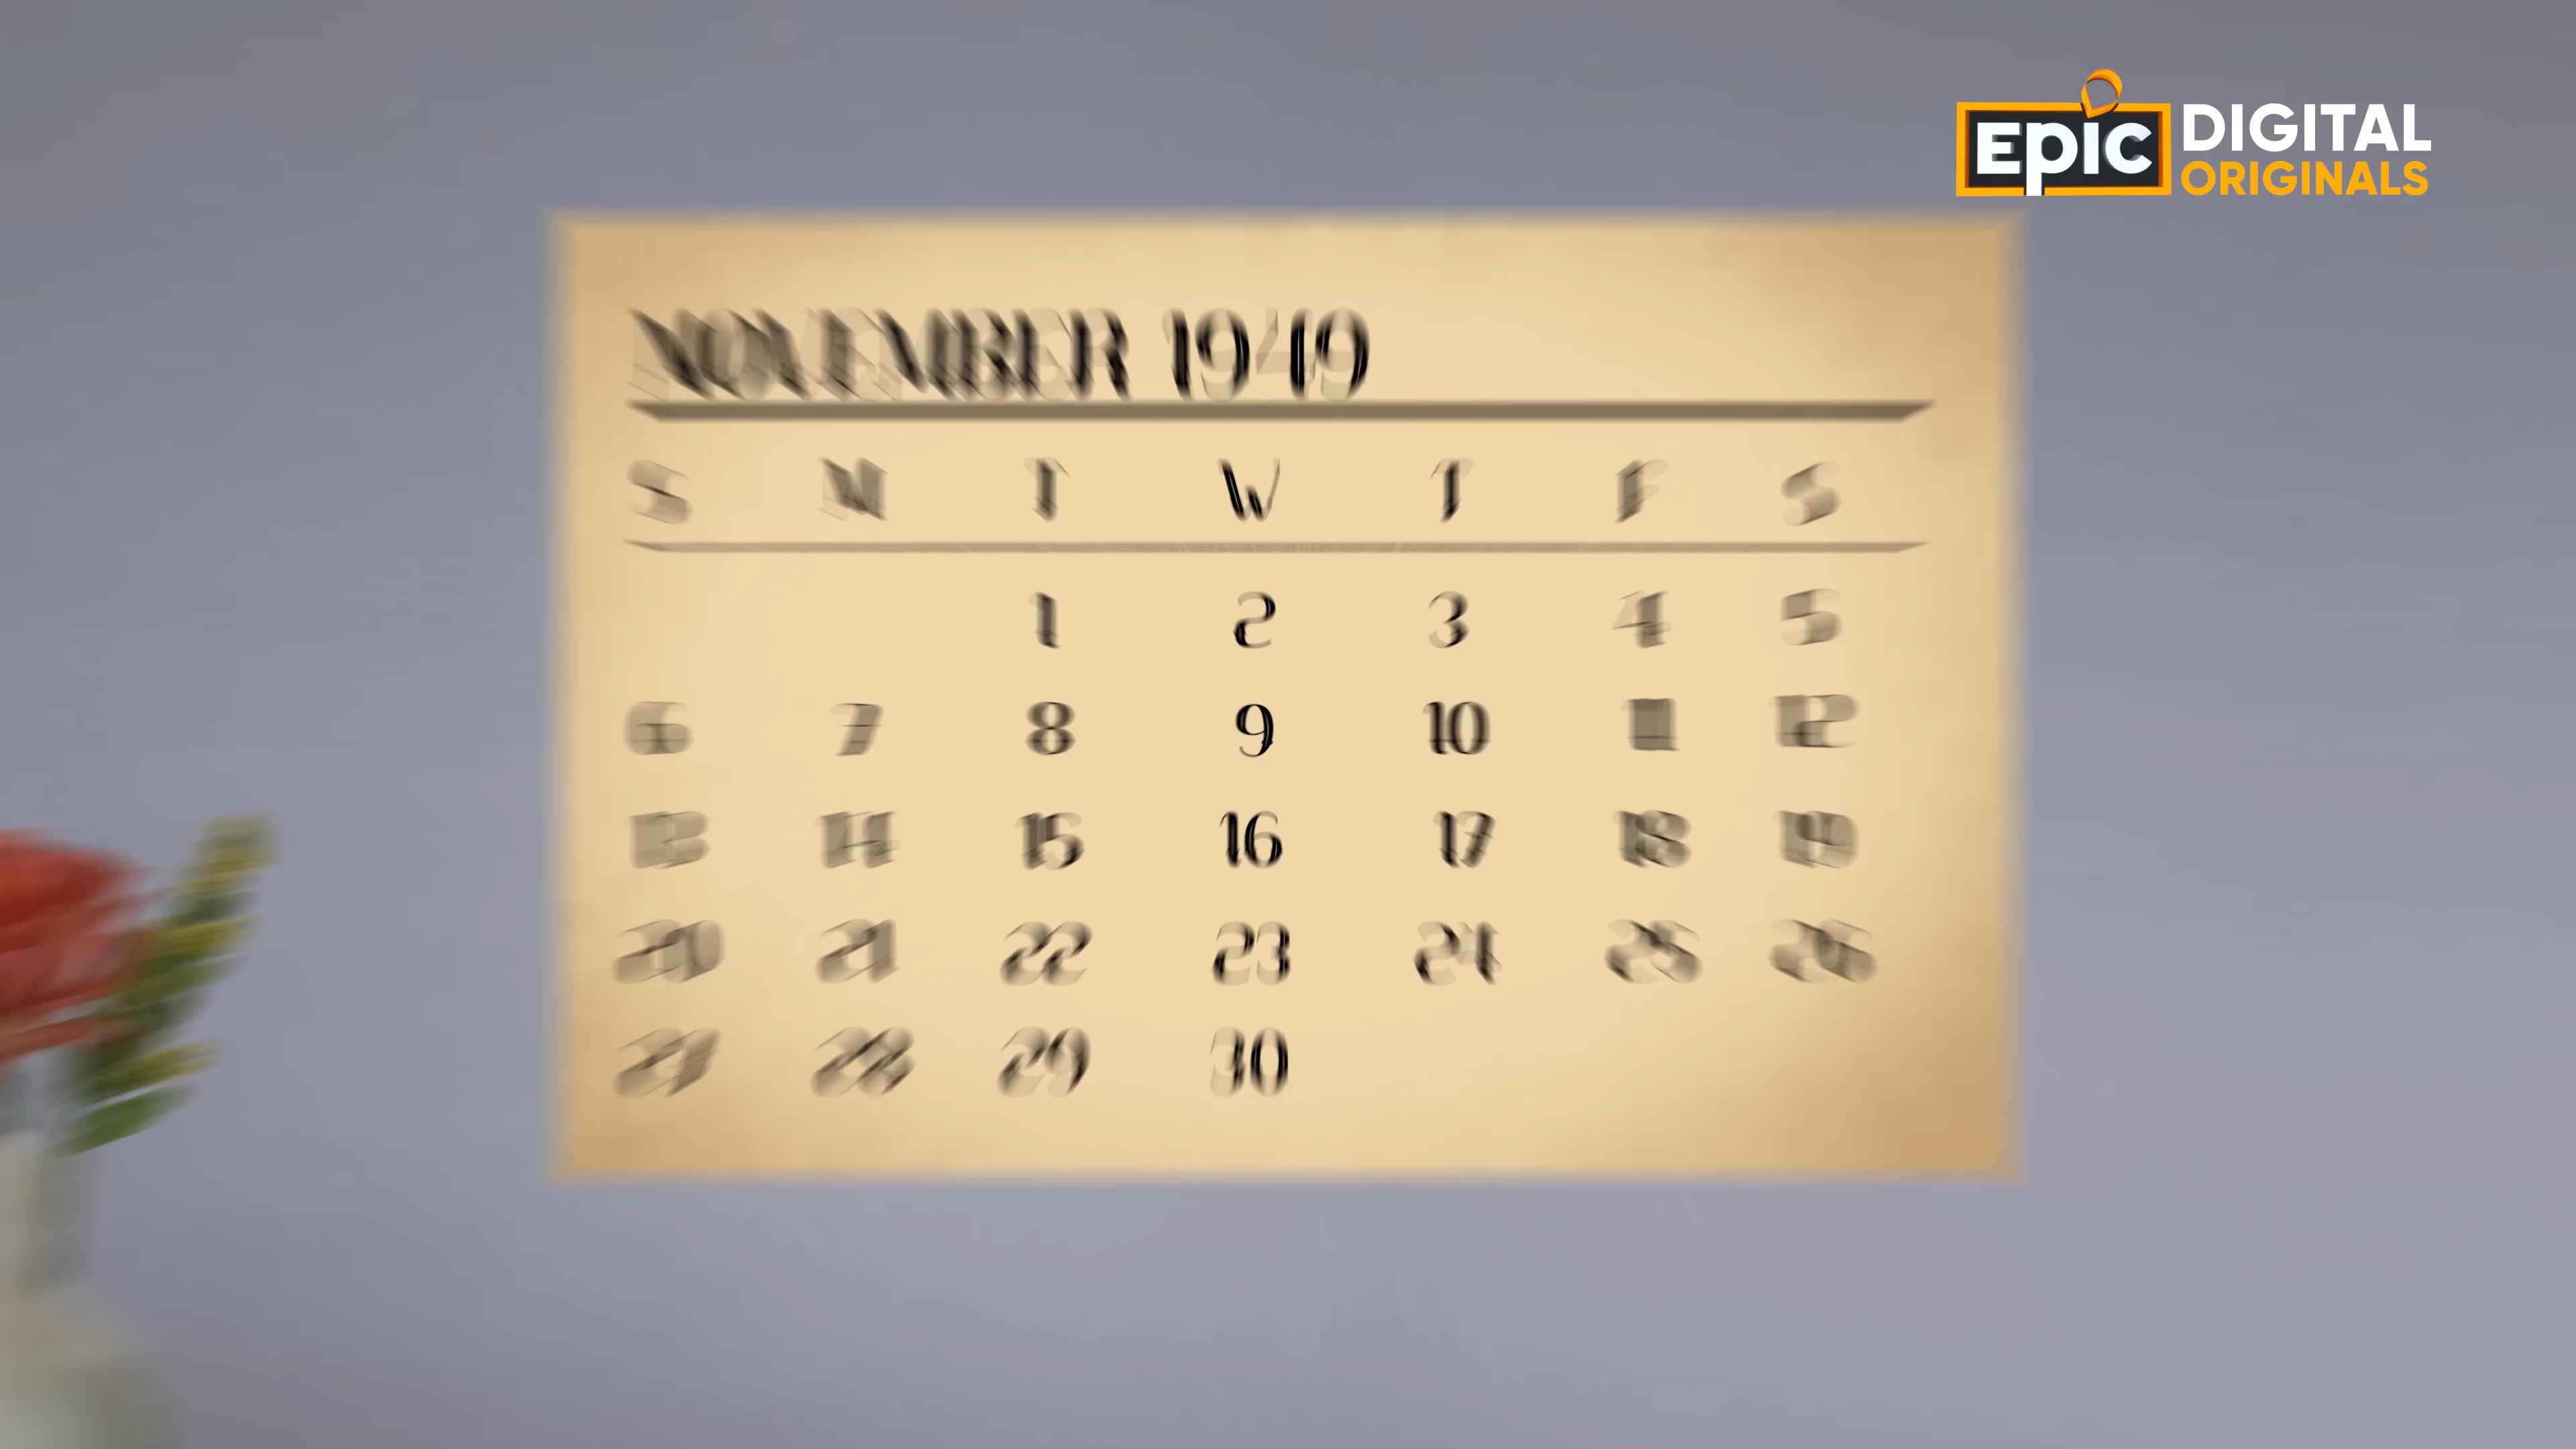 EPIC DIGITAL
ORIGINALS
NOVEMBER 1949
S M T W T F S
1 2 3 4 5
6 7 8 9 10 11 12
13 14 15 16 17 18 19
20 21 22 23 24 25 26
27 28 29 30